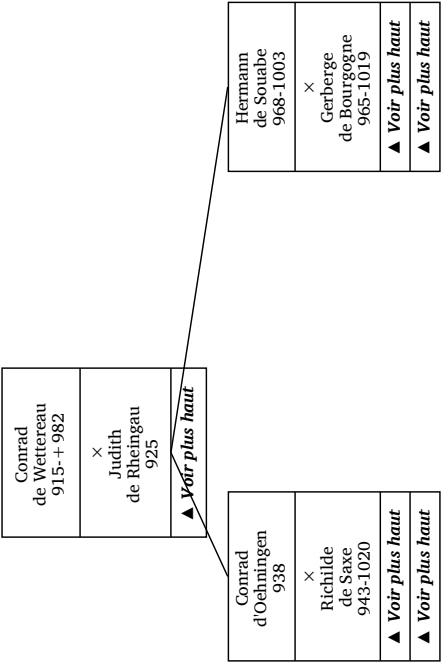 Conrad
de Wettereau
915-+ 982
×
Judith
de Rheingau
925
▲ Voir plus haut
Conrad
d'Oehningen
938
×
Richilde
de Saxe
943-1020
▲ Voir plus haut
▲ Voir plus haut
Hermann
de Souabe
968-1003
×
Gerberge
de Bourgogne
965-1019
▲ Voir plus haut
▲ Voir plus haut